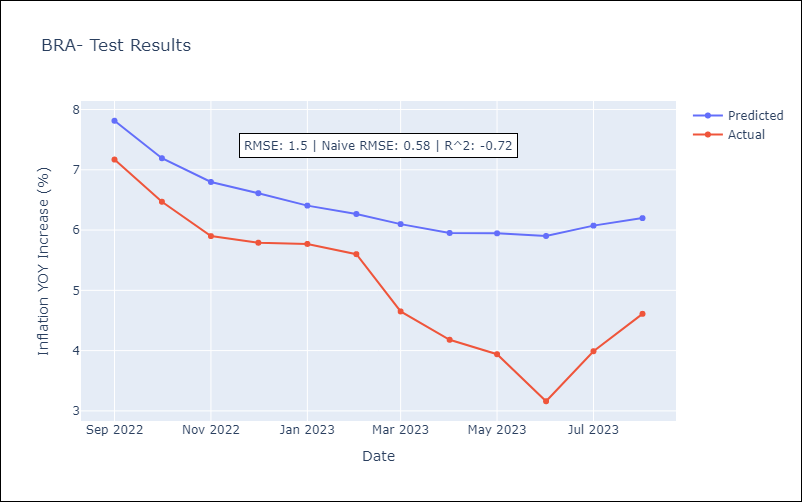 BRA- Test Results
8
7
6
5
4
3
Inflation YOY Increase (%)
RMSE: 1.5 | Naive RMSE: 0.58 | R^2: -0.72
Predicted
Actual
Sep 2022 Nov 2022 Jan 2023 Mar 2023 May 2023 Jul 2023
Date